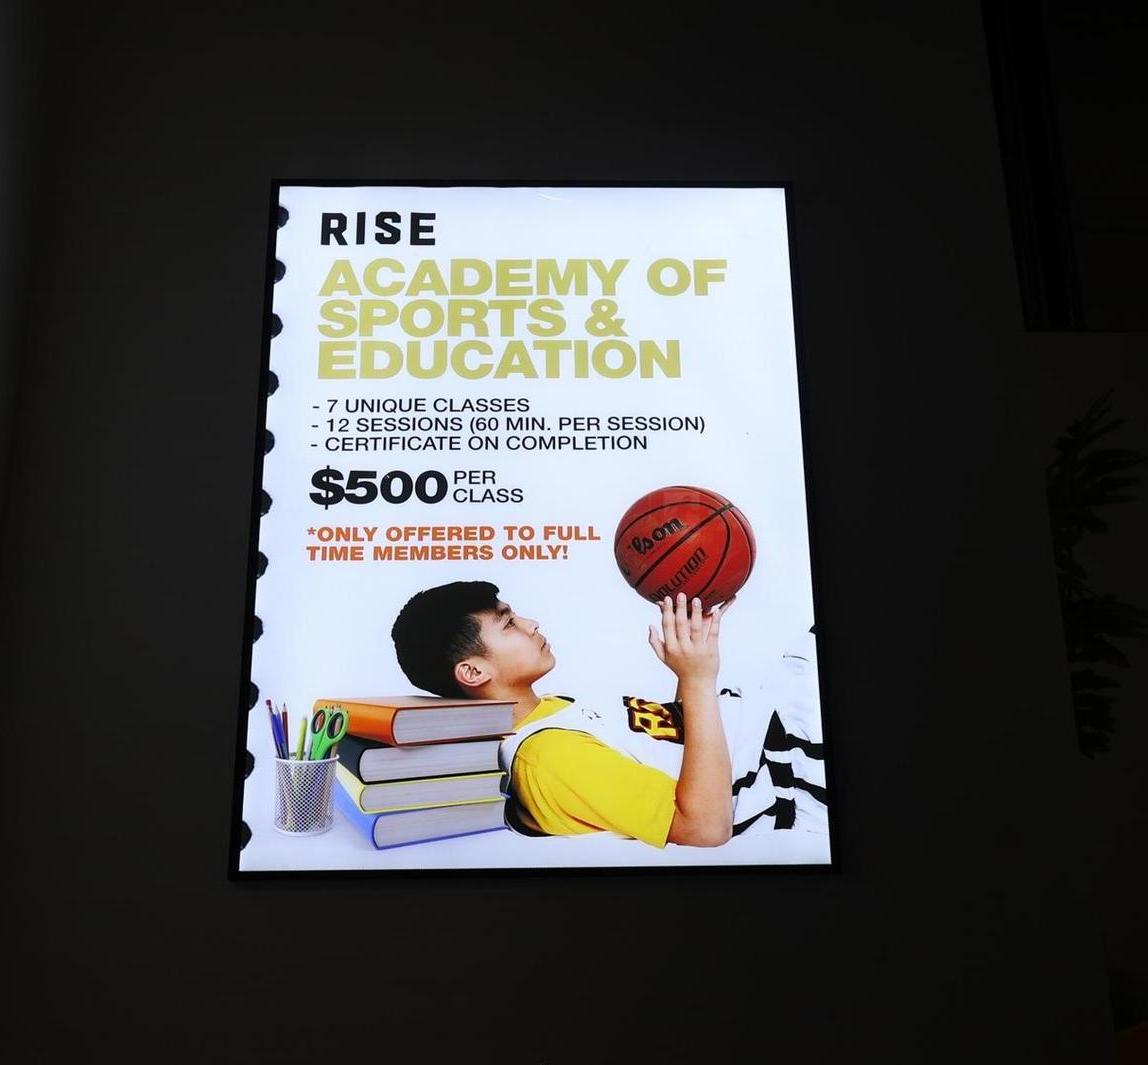 RISE
ACADEMY OF
SPORTS &
EDUCATION
- 7 UNIQUE CLASSES
- 12 SESSIONS (60 MIN. PER SESSION)
- CERTIFICATE ON COMPLETION
$500 PER
CLASS
*ONLY OFFERED TO FULL
TIME MEMBERS ONLY!